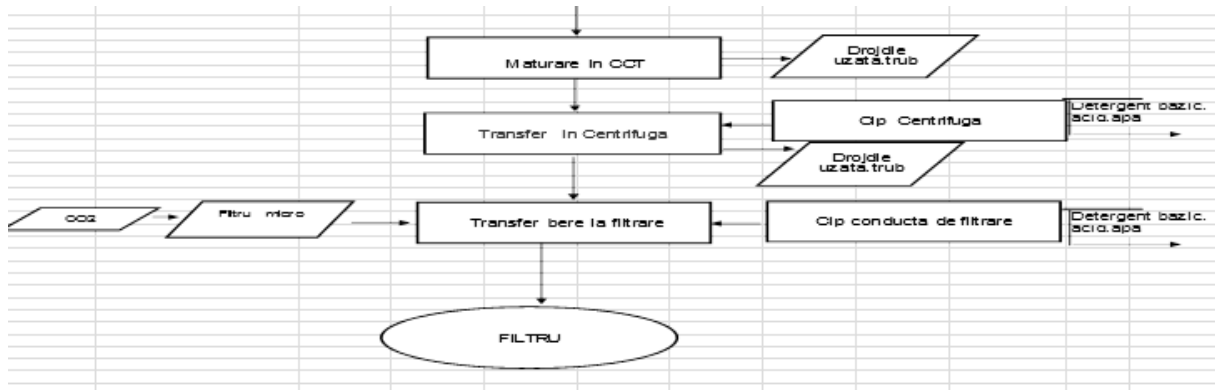 Maturare in CCT
Drojdie
uzata.trub
Detergent bazic.
acid.apa
Transfer in Centrifuga
Cip Centrifuga
Drojdie
uzata.trub
CO2
Filtru micro
Transfer bere la filtrare
Cip conducta de filtrare
Detergent bazic.
acid.apa
FILTRU